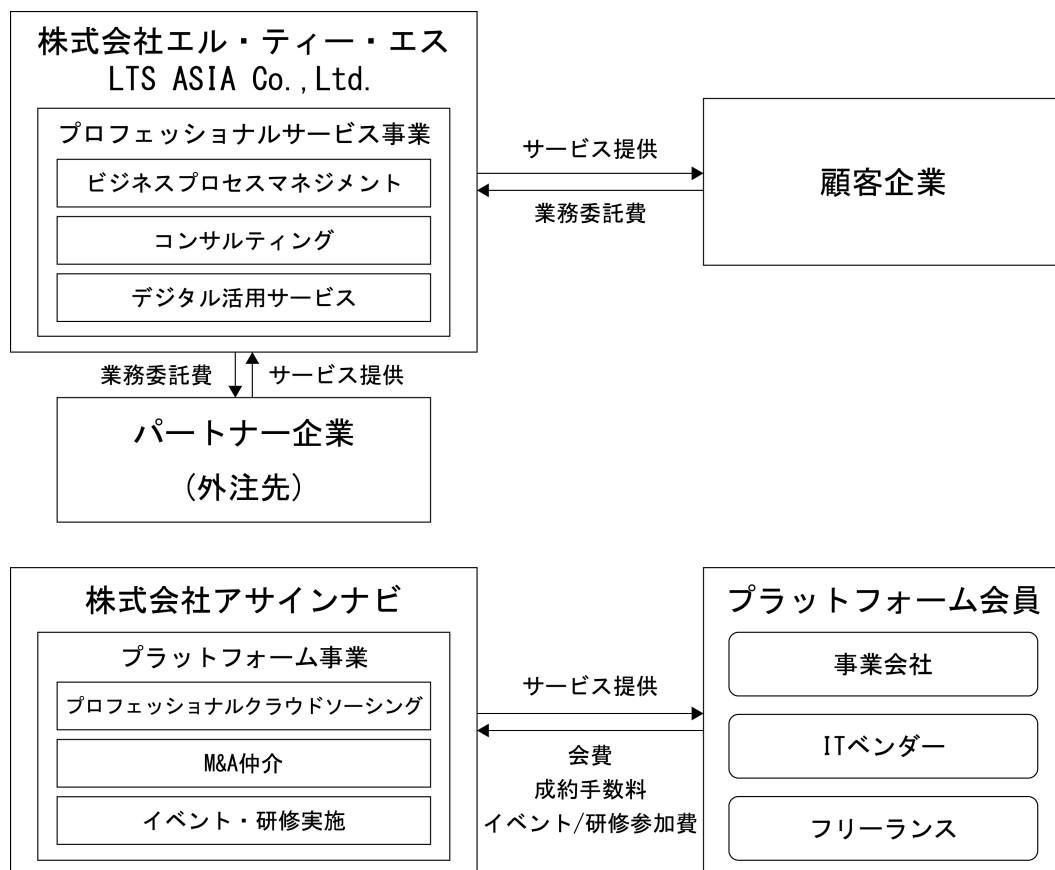 株式会社エル・ティー・エス
LTS ASIA Co.,Ltd.
プロフェッショナルサービス事業
ビジネスプロセスマネジメント
コンサルティング
デジタル活用サービス
サービス提供
業務委託費
顧客企業
業務委託費
サービス提供
パートナー企業
(外注先)
株式会社アサインナビ
プラットフォーム事業
プロフェッショナルクラウドソーシング
M&A仲介
イベント・研修実施
サービス提供
会費
成約手数料
イベント/研修参加費
プラットフォーム会員
事業会社
ITベンダー
フリーランス